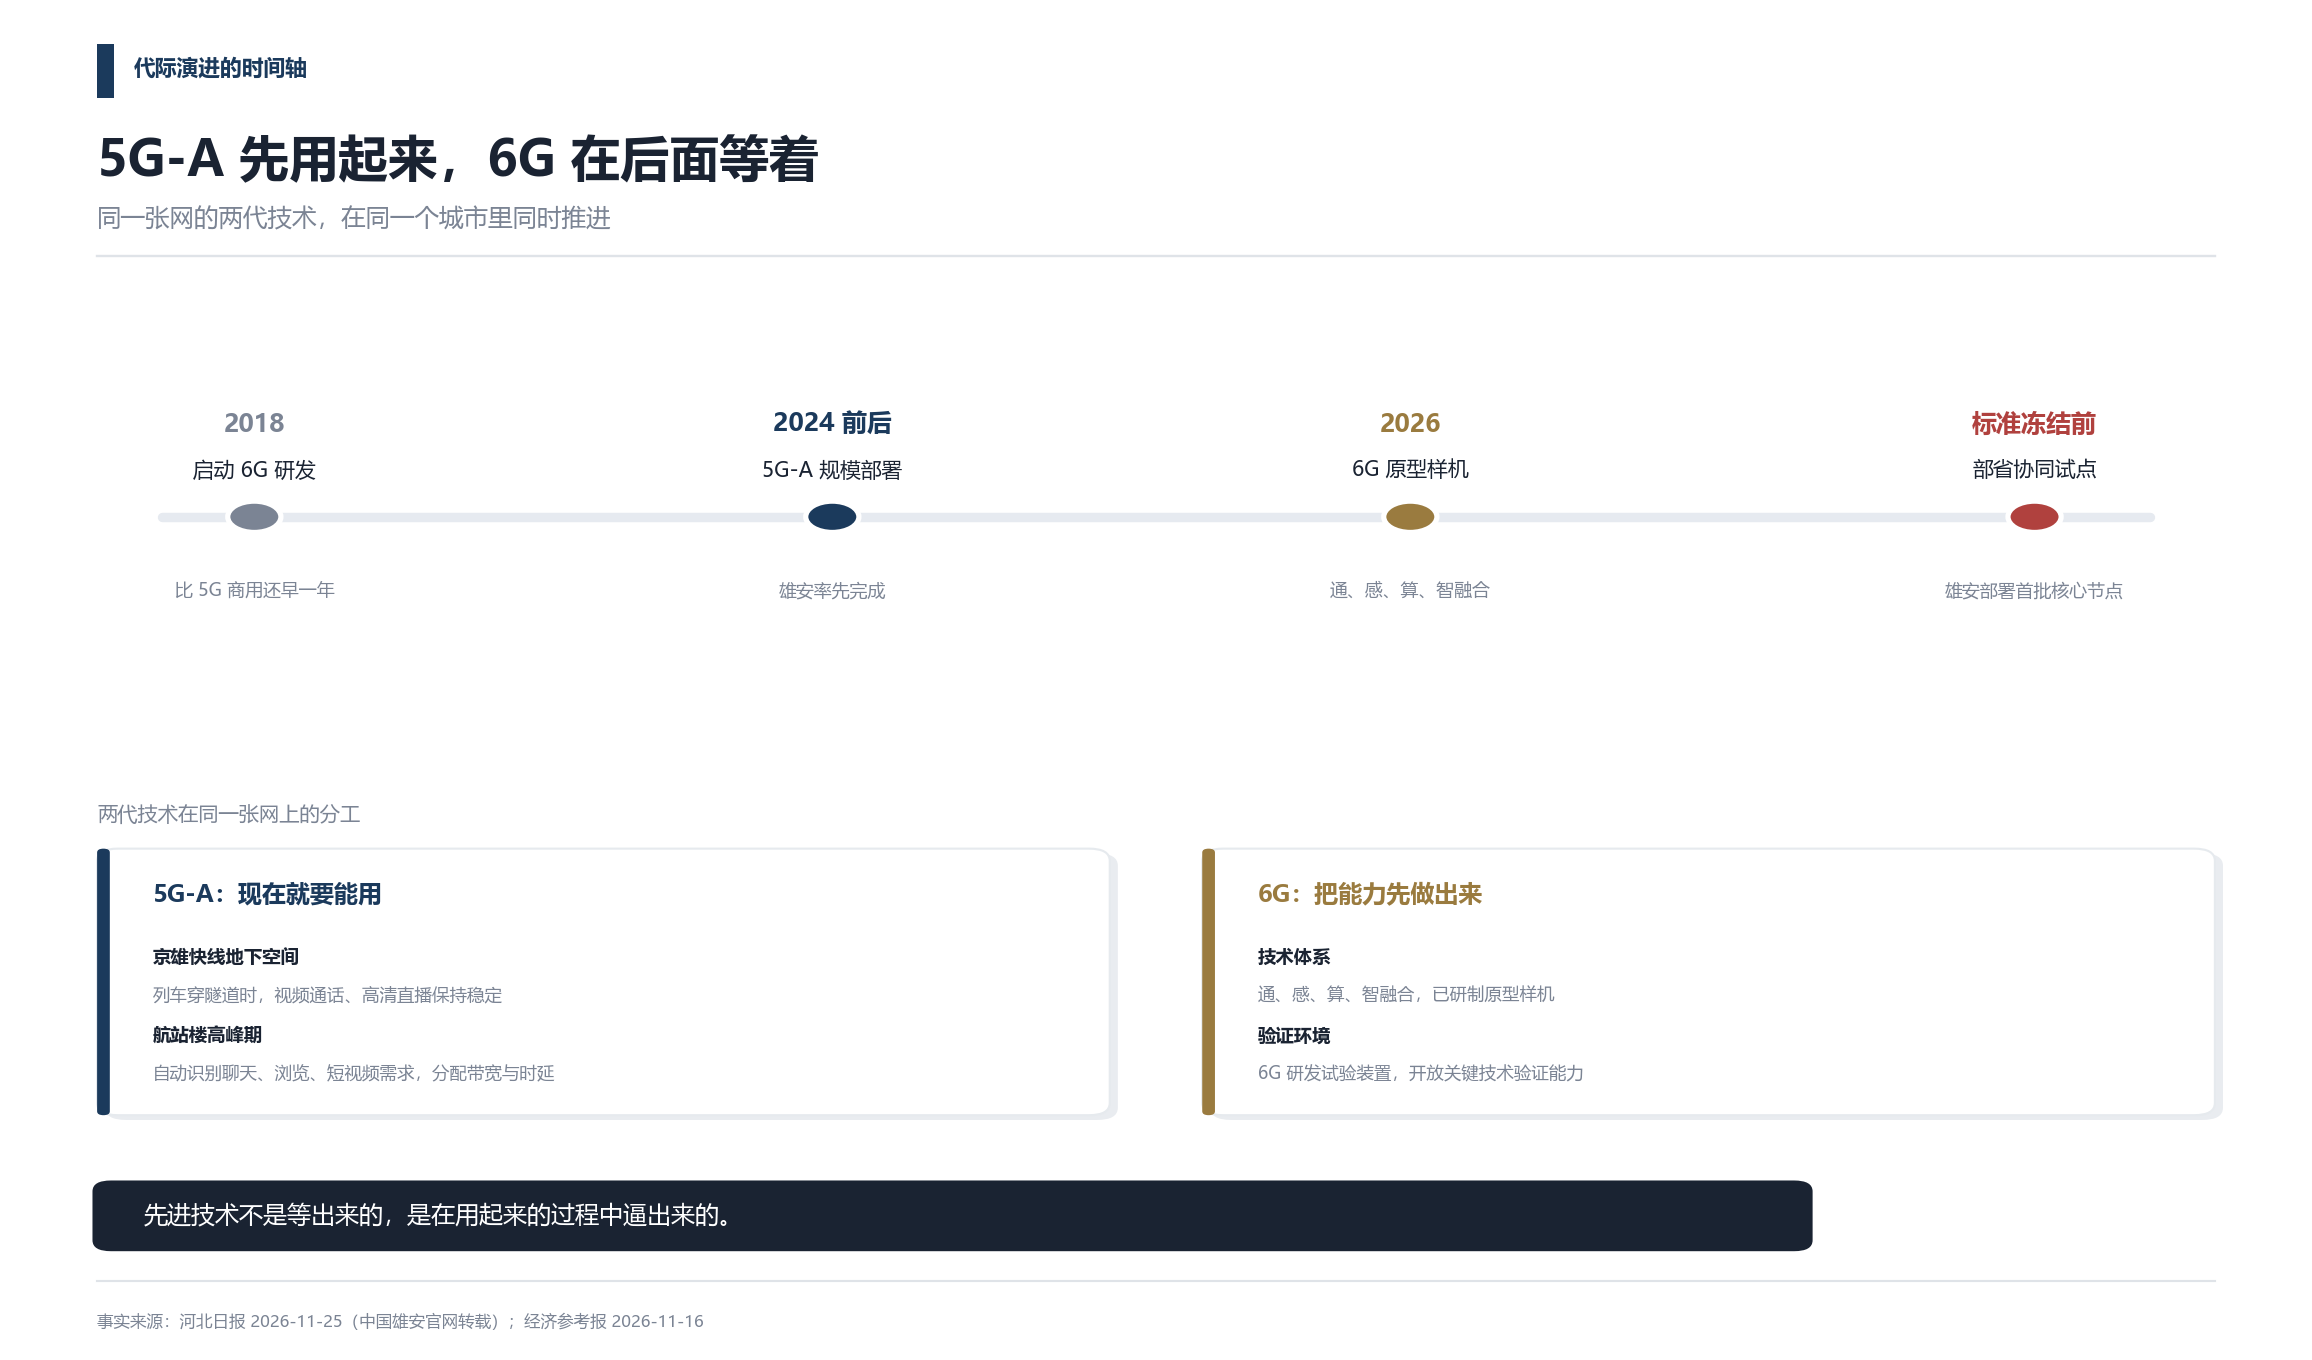 代际演进的时间轴
5G-A 先用起来，6G 在后面等着
同一张网的两代技术，在同一个城市里同时推进
2018
启动 6G 研发
比 5G 商用还早一年
2024 前后
5G-A 规模部署
雄安率先完成
2026
6G 原型样机
通、感、算、智融合
标准冻结前
部省协同试点
雄安部署首批核心节点
两代技术在同一张网上的分工
5G-A：现在就要能用
京雄快线地下空间
列车穿隧道时，视频通话、高清直播保持稳定
航站楼高峰期
自动识别聊天、浏览、短视频需求，分配带宽与时延
6G：把能力先做出来
技术体系
通、感、算、智融合，已研制原型样机
验证环境
6G 研发试验装置，开放关键技术验证能力
先进技术不是等出来的，是在用起来的过程中逼出来的。
事实来源：河北日报 2026-11-25（中国雄安官网转载）；经济参考报 2026-11-16